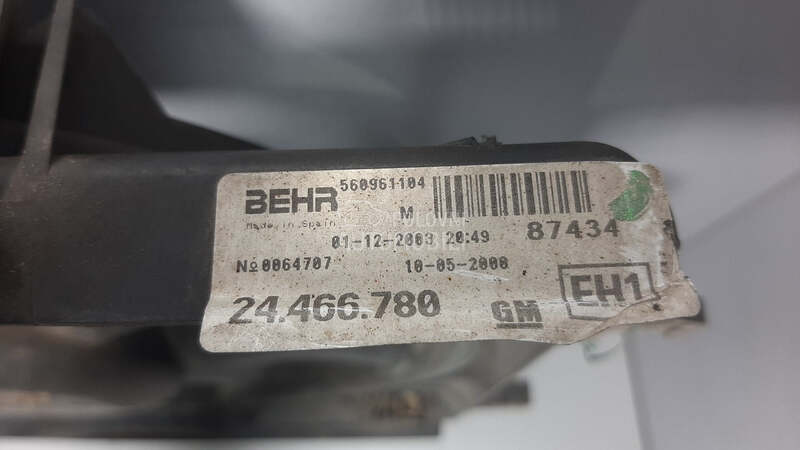 BEHR 560961104
Made in Spain M
01-12-2003 20:49 87434
Nº0064707 10-05-2000
24.466.780 GM EH1